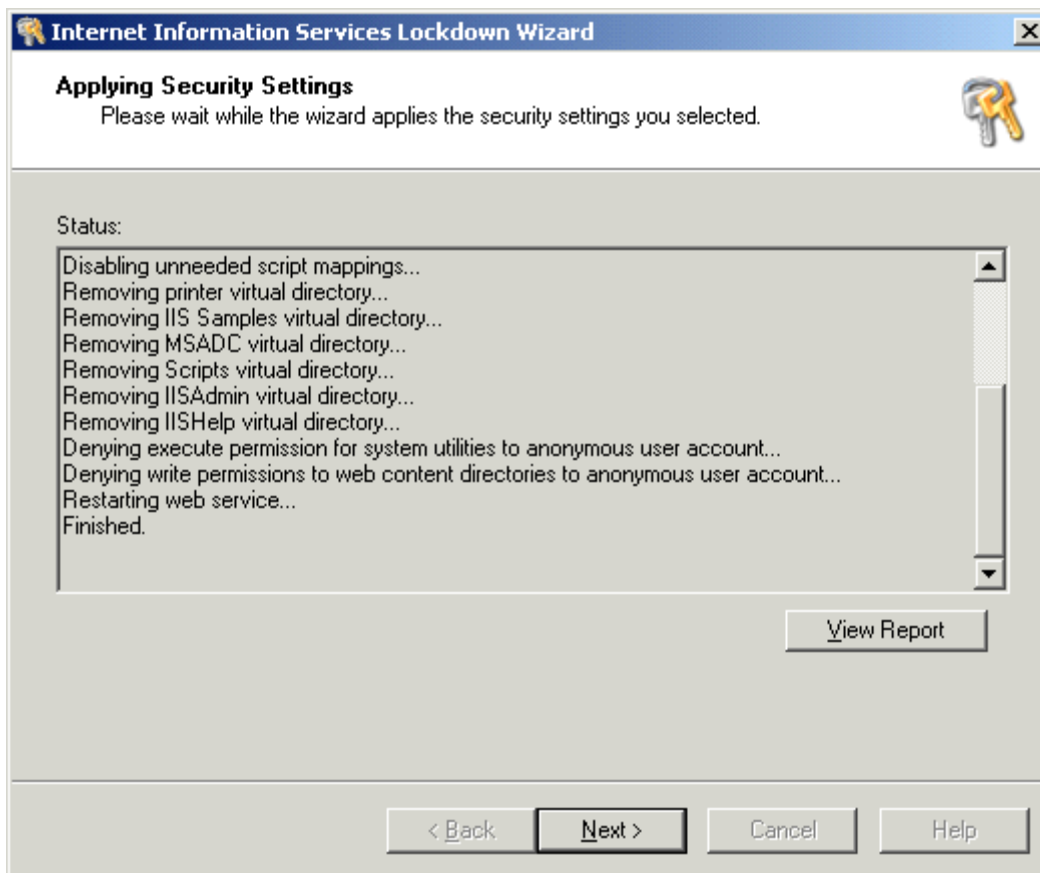 Internet Information Services Lockdown Wizard
Applying Security Settings
Please wait while the wizard applies the security settings you selected.
Status:
Disabling unneeded script mappings...
Removing printer virtual directory...
Removing IIS Samples virtual directory...
Removing MSADC virtual directory...
Removing Scripts virtual directory...
Removing IISAdmin virtual directory...
Removing IISHelp virtual directory...
Denying execute permission for system utilities to anonymous user account...
Denying write permissions to web content directories to anonymous user account...
Restarting web service...
Finished.
View Report
< Back Next > Cancel Help